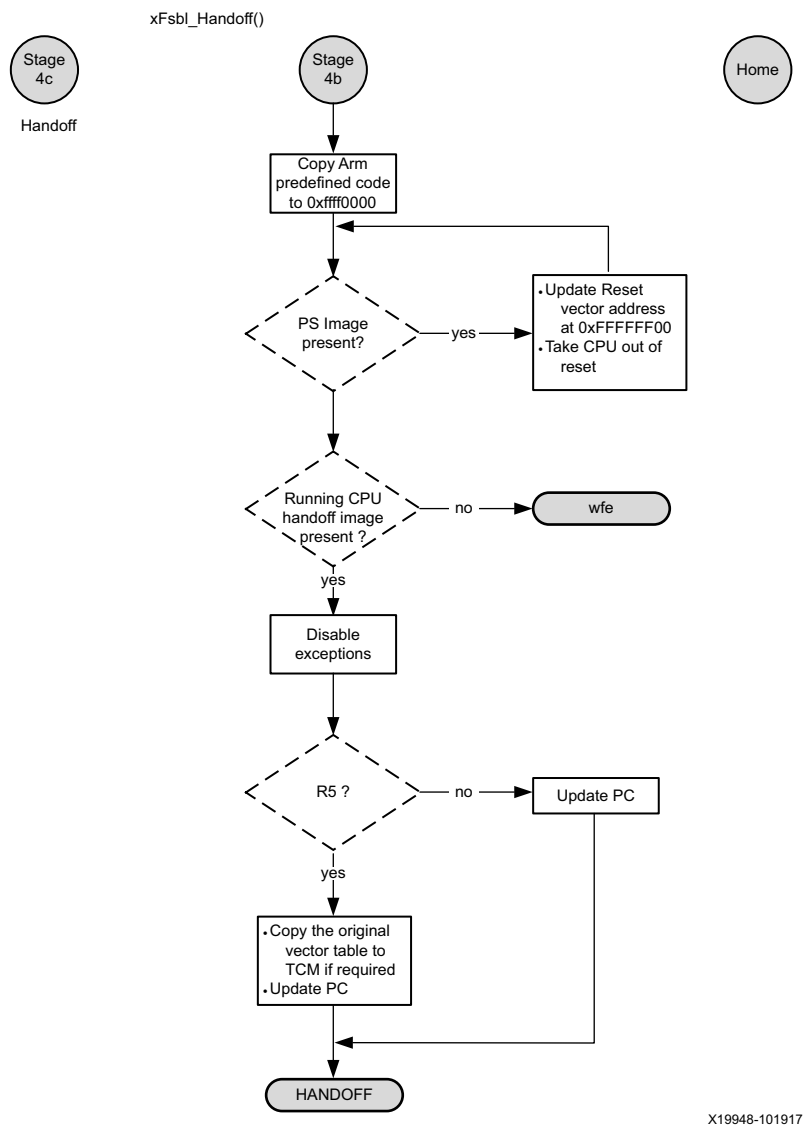 xFsbl_Handoff()
Stage
4c
Stage
4b
Home
Handoff
Copy Arm
predefined code
to 0xffff0000
• Update Reset
vector address
at 0xFFFFFF00
• Take CPU out of
reset
PS Image
present?
yes
Running CPU
handoff image
present ?
no
wfe
yes
Disable
exceptions
R5 ?
no
Update PC
yes
• Copy the original
vector table to
TCM if required
• Update PC
HANDOFF
X19948-101917